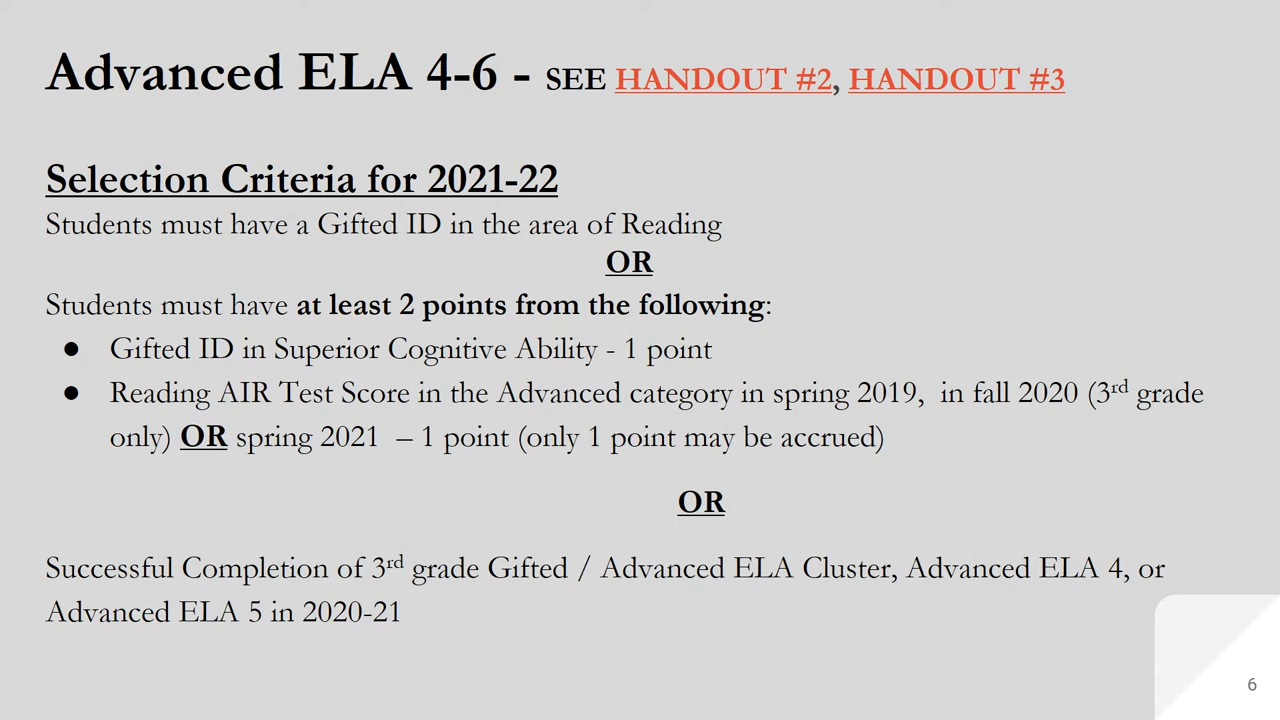 Advanced ELA 4-6 - SEE HANDOUT #2, HANDOUT #3
Selection Criteria for 2021-22
Students must have a Gifted ID in the area of Reading
OR
Students must have at least 2 points from the following:
● Gifted ID in Superior Cognitive Ability - 1 point
● Reading AIR Test Score in the Advanced category in spring 2019, in fall 2020 (3rd grade
only) OR spring 2021 – 1 point (only 1 point may be accrued)
OR
Successful Completion of 3rd grade Gifted / Advanced ELA Cluster, Advanced ELA 4, or
Advanced ELA 5 in 2020-21
6